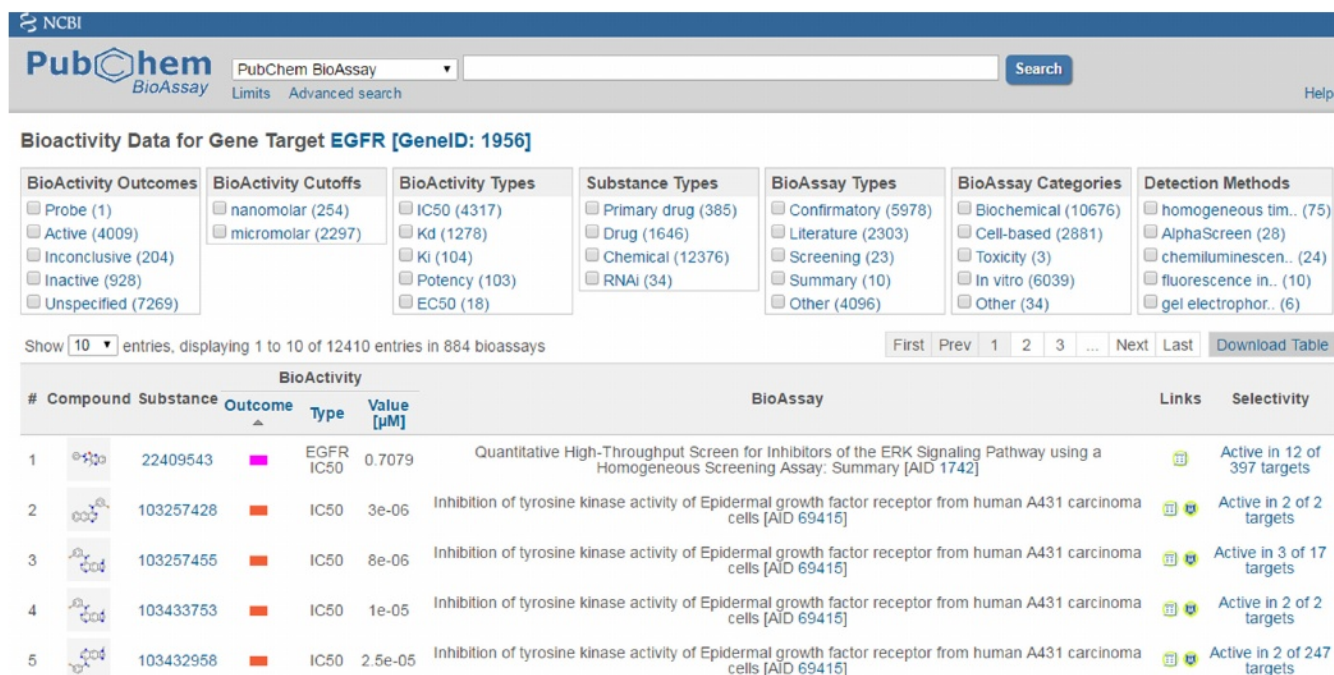 NCBI
PubChem
BioAssay
PubChem BioAssay
Search
Limits Advanced search
Help
Bioactivity Data for Gene Target EGFR [GeneID: 1956]
BioActivity Outcomes
Probe (1)
Active (4009)
Inconclusive (204)
Inactive (928)
Unspecified (7269)
BioActivity Cutoffs
nanomolar (254)
micromolar (2297)
BioActivity Types
IC50 (4317)
Kd (1278)
Ki (104)
Potency (103)
EC50 (18)
Substance Types
Primary drug (385)
Drug (1646)
Chemical (12376)
RNAi (34)
BioAssay Types
Confirmatory (5978)
Literature (2303)
Screening (23)
Summary (10)
Other (4096)
BioAssay Categories
Biochemical (10676)
Cell-based (2881)
Toxicity (3)
In vitro (6039)
Other (34)
Detection Methods
homogeneous tim.. (75)
AlphaScreen (28)
chemiluminescen.. (24)
fluorescence in.. (10)
gel electrophor.. (6)
Show 10 entries, displaying 1 to 10 of 12410 entries in 884 bioassays
First Prev 1 2 3 ... Next Last Download Table
# Compound Substance BioActivity BioAssay Links Selectivity
Outcome Type Value
[µM]
1 22409543 EGFR IC50 0.7079 Quantitative High-Throughput Screen for Inhibitors of the ERK Signaling Pathway using a
Homogeneous Screening Assay: Summary [AID 1742] Active in 12 of
397 targets
2 103257428 IC50 3e-06 Inhibition of tyrosine kinase activity of Epidermal growth factor receptor from human A431 carcinoma
cells [AID 69415] Active in 2 of 2
targets
3 103257455 IC50 8e-06 Inhibition of tyrosine kinase activity of Epidermal growth factor receptor from human A431 carcinoma
cells [AID 69415] Active in 3 of 17
targets
4 103433753 IC50 1e-05 Inhibition of tyrosine kinase activity of Epidermal growth factor receptor from human A431 carcinoma
cells [AID 69415] Active in 2 of 2
targets
5 103432958 IC50 2.5e-05 Inhibition of tyrosine kinase activity of Epidermal growth factor receptor from human A431 carcinoma
cells [AID 69415] Active in 2 of 247
targets